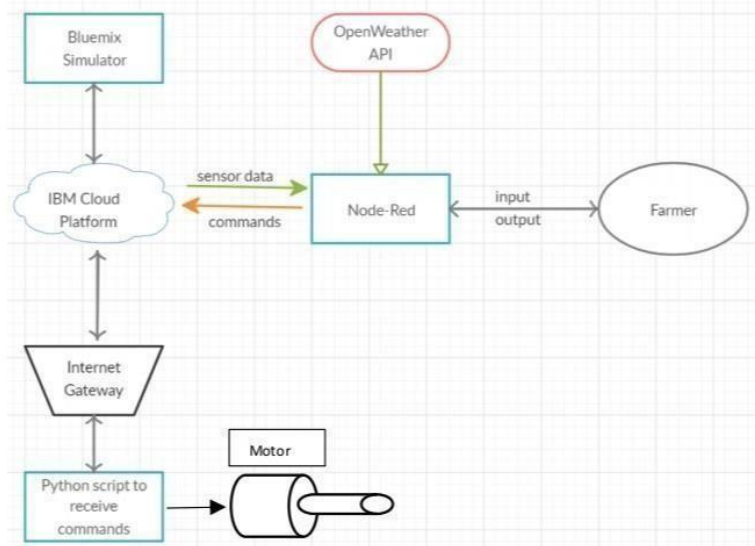 Bluemix
Simulator
OpenWeather
API
IBM Cloud
Platform
sensor data
commands
Node-Red
input
output
Farmer
Internet
Gateway
Motor
Python script to
receive
commands